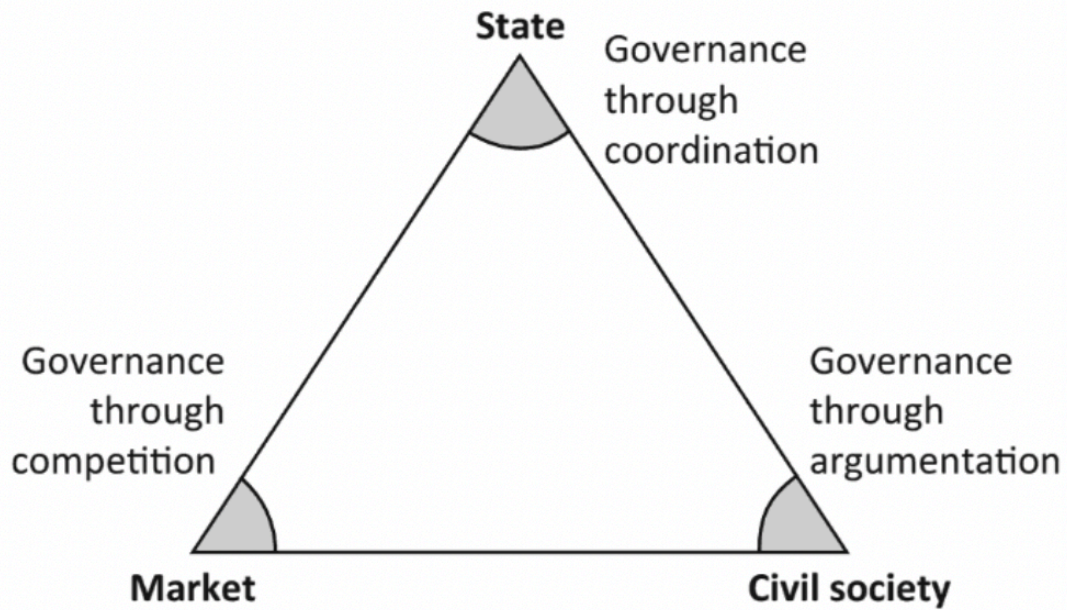 State
Governance
through
coordination
Governance
through
competition
Governance
through
argumentation
Market
Civil society